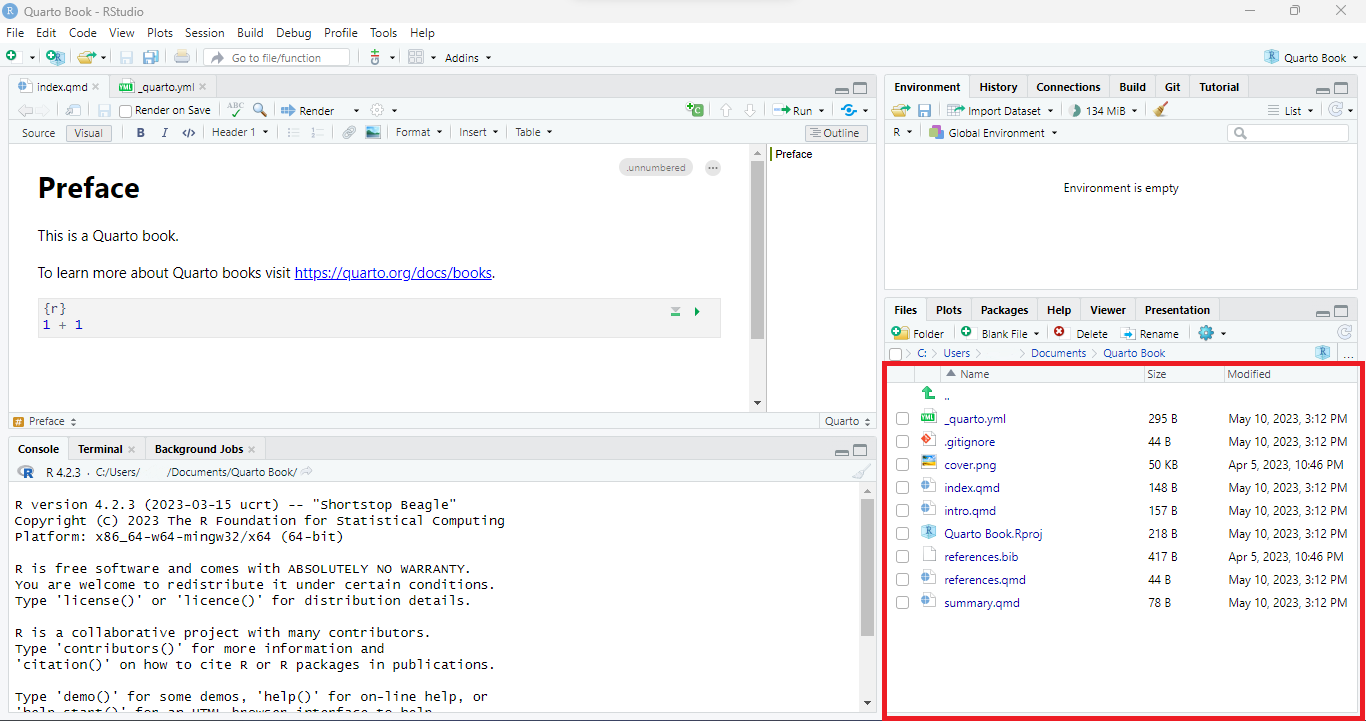 Quarto Book - RStudio
File Edit Code View Plots Session Build Debug Profile Tools Help
Go to file/function Addins Quarto Book
index.qmd _quarto.yml
Render on Save ABC Render Run
Source Visual B I </> Header 1 Format Insert Table Outline
Preface
.unnumbered
Preface
This is a Quarto book.
To learn more about Quarto books visit https://quarto.org/docs/books.
{r}
1 + 1
Preface Quarto
Console Terminal Background Jobs
R 4.2.3 · C:/Users/ /Documents/Quarto Book/
R version 4.2.3 (2023-03-15 ucrt) -- "Shortstop Beagle"
Copyright (C) 2023 The R Foundation for Statistical Computing
Platform: x86_64-w64-mingw32/x64 (64-bit)
R is free software and comes with ABSOLUTELY NO WARRANTY.
You are welcome to redistribute it under certain conditions.
Type 'license()' or 'licence()' for distribution details.
R is a collaborative project with many contributors.
Type 'contributors()' for more information and
'citation()' on how to cite R or R packages in publications.
Type 'demo()' for some demos, 'help()' for on-line help, or
'help.start()' for an HTML browser interface to help.
Environment History Connections Build Git Tutorial
Import Dataset 134 MiB List
R Global Environment
Environment is empty
Files Plots Packages Help Viewer Presentation
Folder Blank File Delete Rename
C: Users Documents Quarto Book ...
Name Size Modified
..
_quarto.yml 295 B May 10, 2023, 3:12 PM
.gitignore 44 B May 10, 2023, 3:12 PM
cover.png 50 KB Apr 5, 2023, 10:46 PM
index.qmd 148 B May 10, 2023, 3:12 PM
intro.qmd 157 B May 10, 2023, 3:12 PM
Quarto Book.Rproj 218 B May 10, 2023, 3:12 PM
references.bib 417 B Apr 5, 2023, 10:46 PM
references.qmd 44 B May 10, 2023, 3:12 PM
summary.qmd 78 B May 10, 2023, 3:12 PM